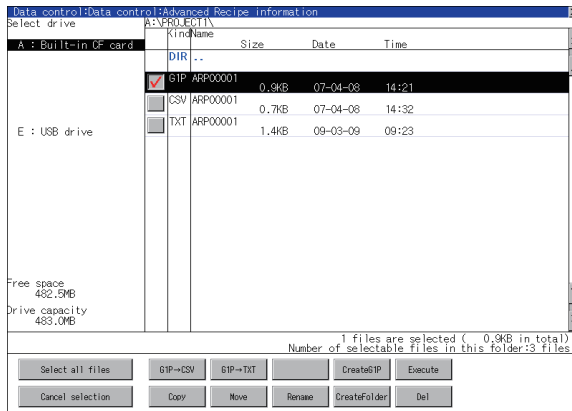 Data control:Data control:Advanced Recipe information
Select drive
A:\PROJECT1\
Kind Name
Size Date Time
A : Built-in CF card
DIR ..
G1P ARP00001
0.9KB 07-04-08 14:21
CSV ARP00001
0.7KB 07-04-08 14:32
TXT ARP00001
1.4KB 09-03-09 09:23
E : USB drive
Free space
482.5MB
Drive capacity
483.0MB
1 files are selected ( 0.9KB in total)
Number of selectable files in this folder:3 files
Select all files G1P→CSV G1P→TXT CreateG1P Execute
Cancel selection Copy Move Rename CreateFolder Del